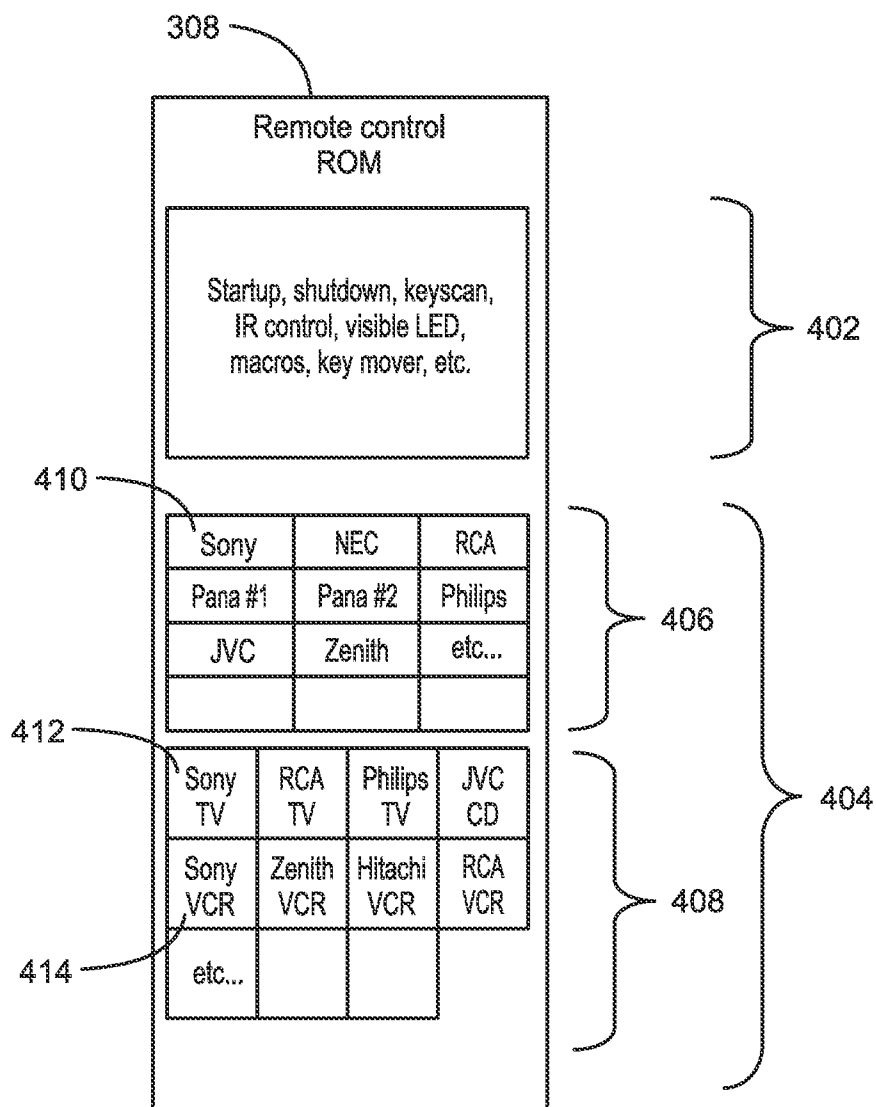 308
Remote control
ROM
Startup, shutdown, keyscan,
IR control, visible LED,
macros, key mover, etc.
402
410
Sony NEC RCA
Pana #1 Pana #2 Philips
JVC Zenith etc...
406
412
Sony TV RCA TV Philips TV JVC CD
404
Sony VCR Zenith VCR Hitachi VCR RCA VCR
408
414
etc...